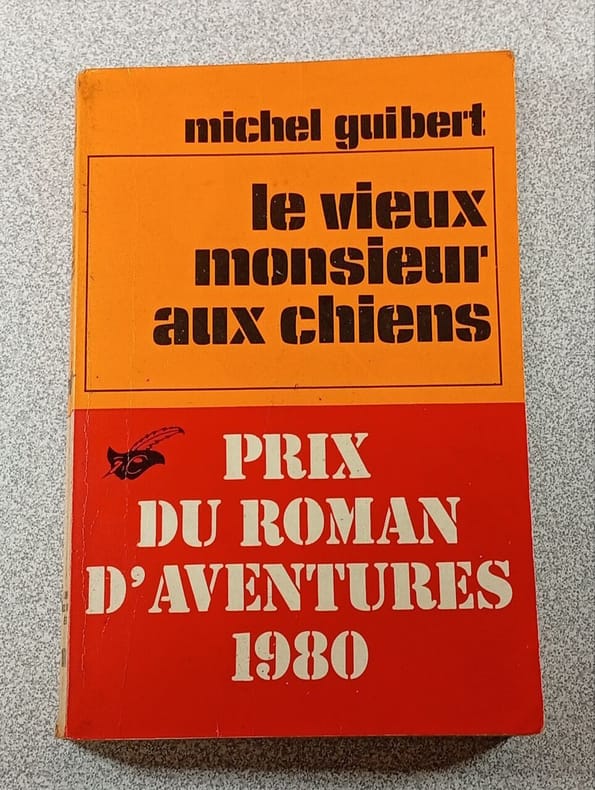 michel guibert
le vieux
monsieur
aux chiens
PRIX
DU ROMAN
D'AVENTURES
1980